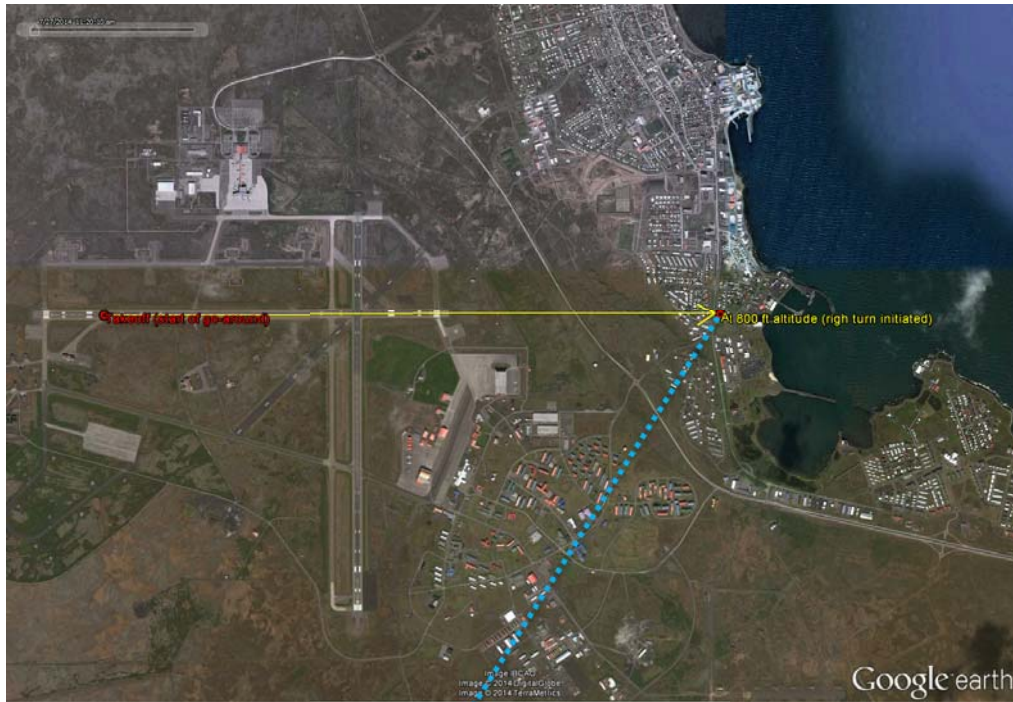 Takeoff (start of go-around)
At 800 ft.altitude (righ turn initiated)
Image IBCAO
Image © 2014 DigitalGlobe
Image © 2014 TerraMetrics
Google earth